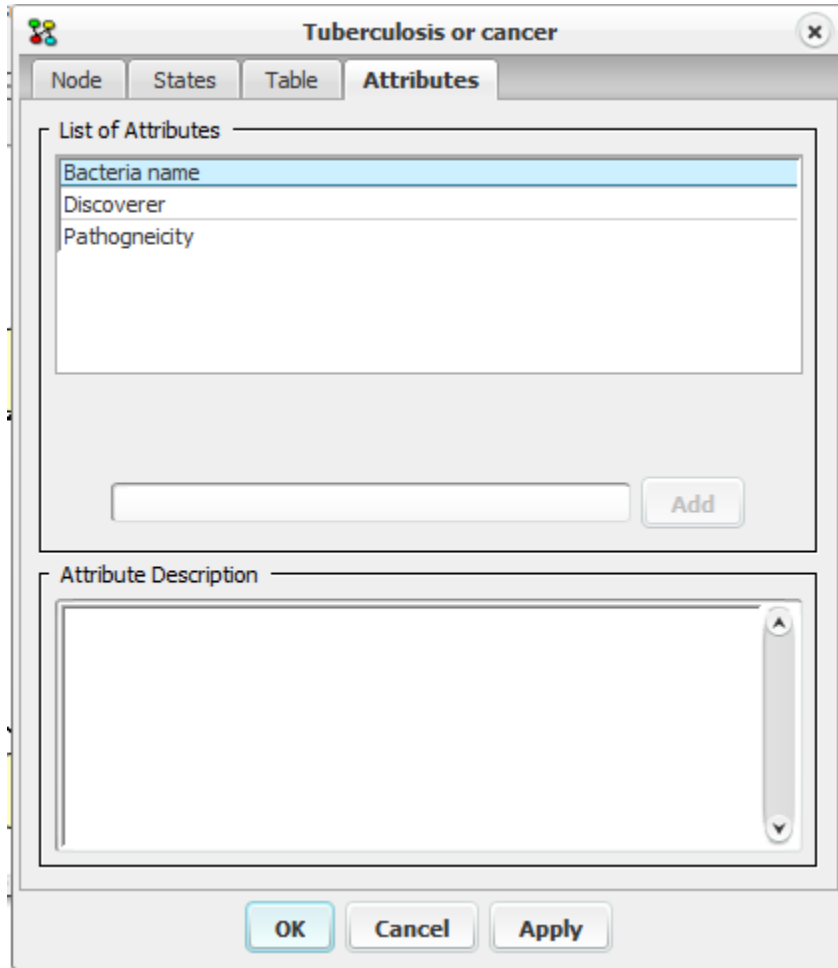 Tuberculosis or cancer
Node States Table Attributes
List of Attributes
Bacteria name
Discoverer
Pathogneicity
Add
Attribute Description
OK Cancel Apply